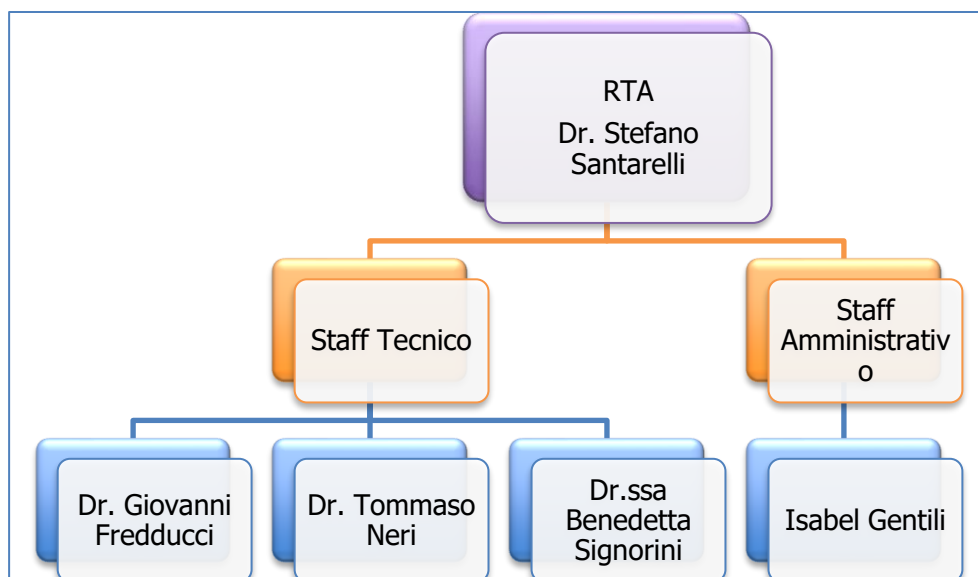 RTA
Dr. Stefano
Santarelli
Staff Tecnico
Staff
Amministrativ
o
Dr. Giovanni
Fredducci
Dr. Tommaso
Neri
Dr.ssa
Benedetta
Signorini
Isabel Gentili